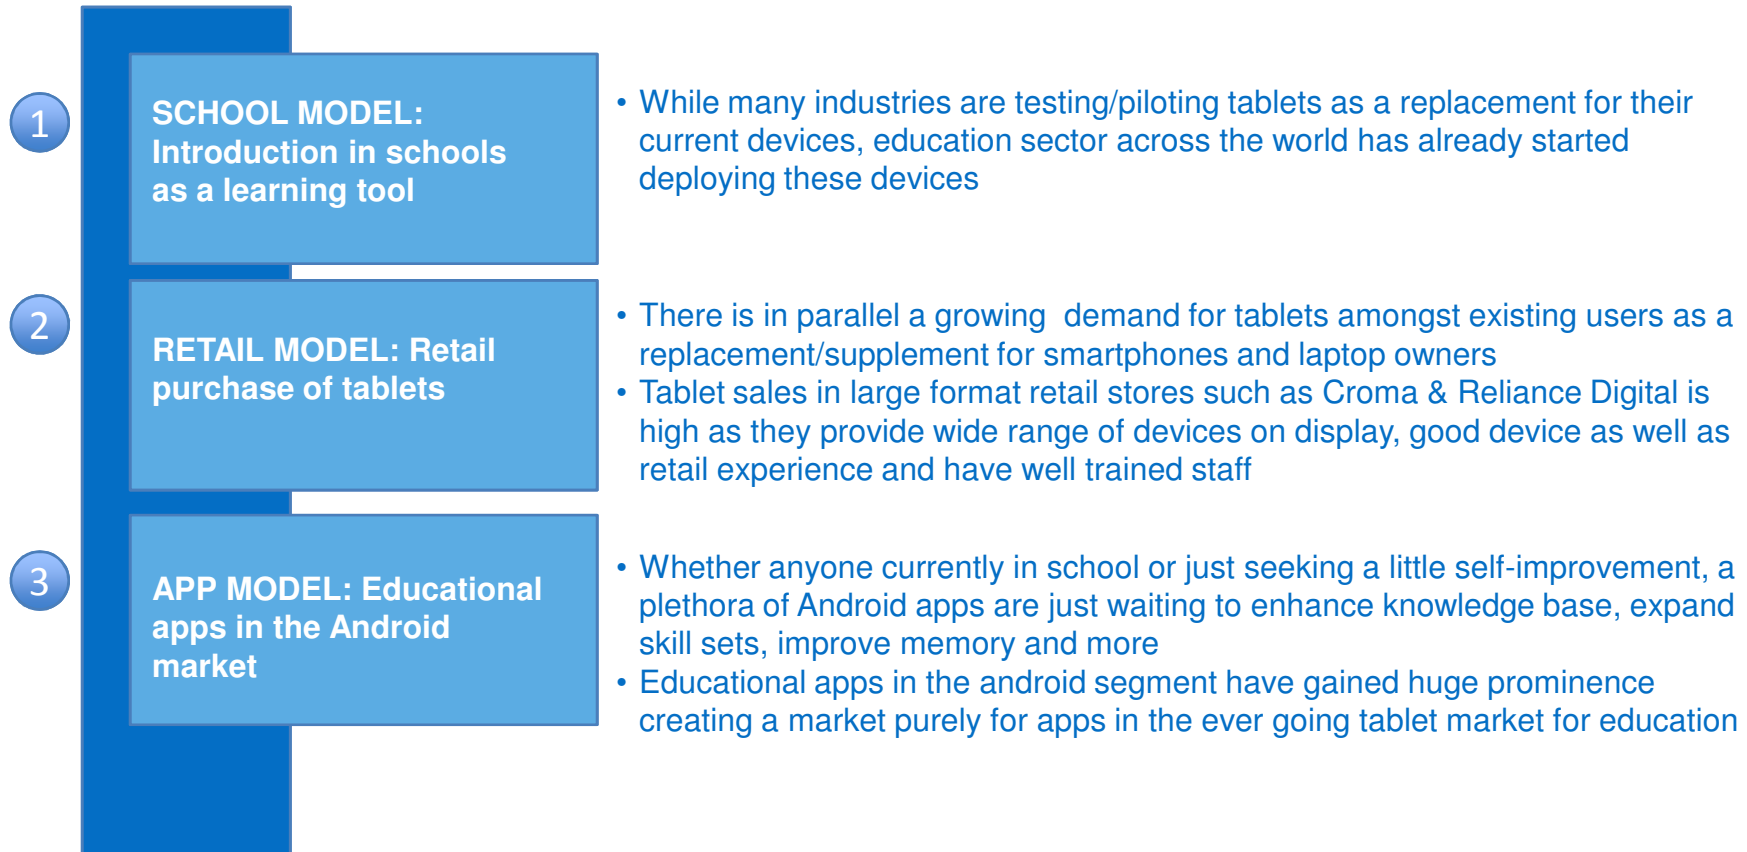 1
SCHOOL MODEL:
Introduction in schools
as a learning tool
• While many industries are testing/piloting tablets as a replacement for their
current devices, education sector across the world has already started
deploying these devices
2
RETAIL MODEL: Retail
purchase of tablets
• There is in parallel a growing  demand for tablets amongst existing users as a
replacement/supplement for smartphones and laptop owners
• Tablet sales in large format retail stores such as Croma & Reliance Digital is
high as they provide wide range of devices on display, good device as well as
retail experience and have well trained staff
3
APP MODEL: Educational
apps in the Android
market
• Whether anyone currently in school or just seeking a little self-improvement, a
plethora of Android apps are just waiting to enhance knowledge base, expand
skill sets, improve memory and more
• Educational apps in the android segment have gained huge prominence
creating a market purely for apps in the ever going tablet market for education